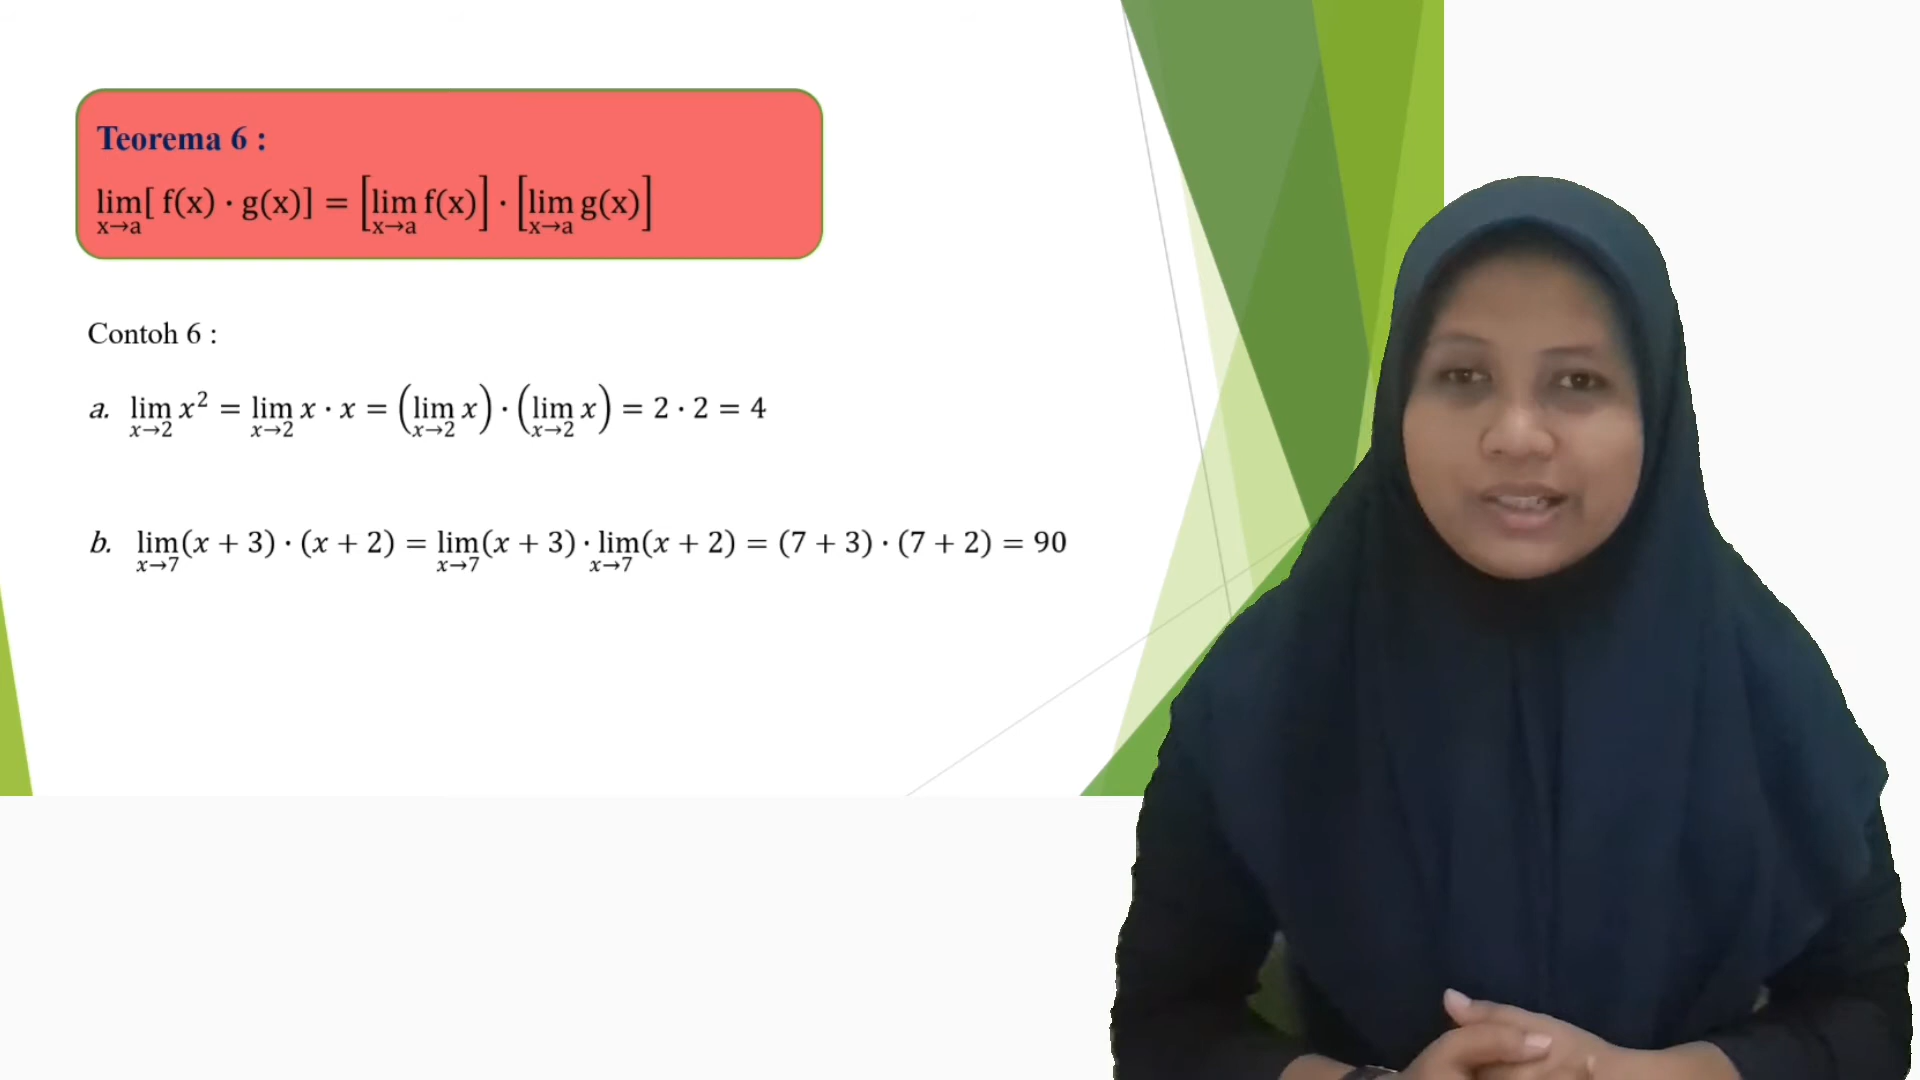 Teorema 6 :
lim x→a [ f(x) · g(x)] = [lim x→a f(x)] · [lim x→a g(x)]
Contoh 6 :
a. lim x→2 x² = lim x→2 x · x = (lim x→2 x) · (lim x→2 x) = 2 · 2 = 4
b. lim x→7 (x + 3) · (x + 2) = lim x→7 (x + 3) · lim x→7 (x + 2) = (7 + 3) · (7 + 2) = 90